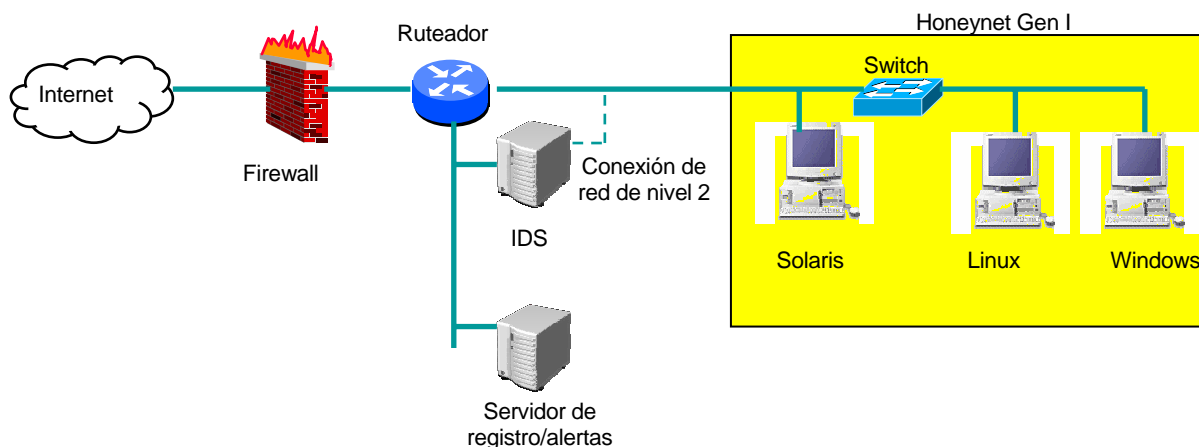 Honeynet Gen I
Ruteador
Switch
Internet
Firewall
Conexión de
red de nivel 2
IDS
Solaris
Linux
Windows
Servidor de
registro/alertas